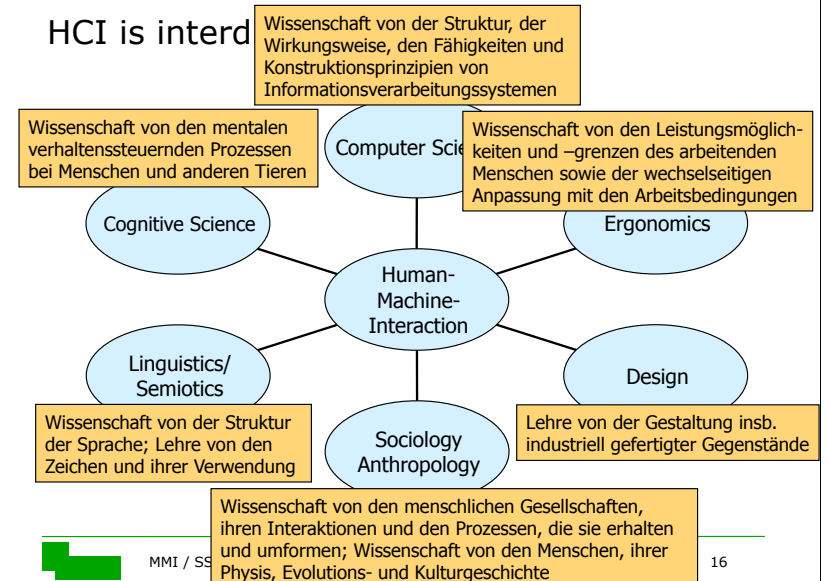 HCI is interd
Wissenschaft von der Struktur, der
Wirkungsweise, den Fähigkeiten und
Konstruktionsprinzipien von
Informationsverarbeitungssystemen
Wissenschaft von den mentalen
verhaltenssteuernden Prozessen
bei Menschen und anderen Tieren
Computer Scie
Wissenschaft von den Leistungsmöglich-
keiten und –grenzen des arbeitenden
Menschen sowie der wechselseitigen
Anpassung mit den Arbeitsbedingungen
Cognitive Science
Ergonomics
Human-
Machine-
Interaction
Linguistics/
Semiotics
Design
Wissenschaft von der Struktur
der Sprache; Lehre von den
Zeichen und ihrer Verwendung
Sociology
Anthropology
Lehre von der Gestaltung insb.
industriell gefertigter Gegenstände
Wissenschaft von den menschlichen Gesellschaften,
ihren Interaktionen und den Prozessen, die sie erhalten
und umformen; Wissenschaft von den Menschen, ihrer
Physis, Evolutions- und Kulturgeschichte
MMI / SS
16